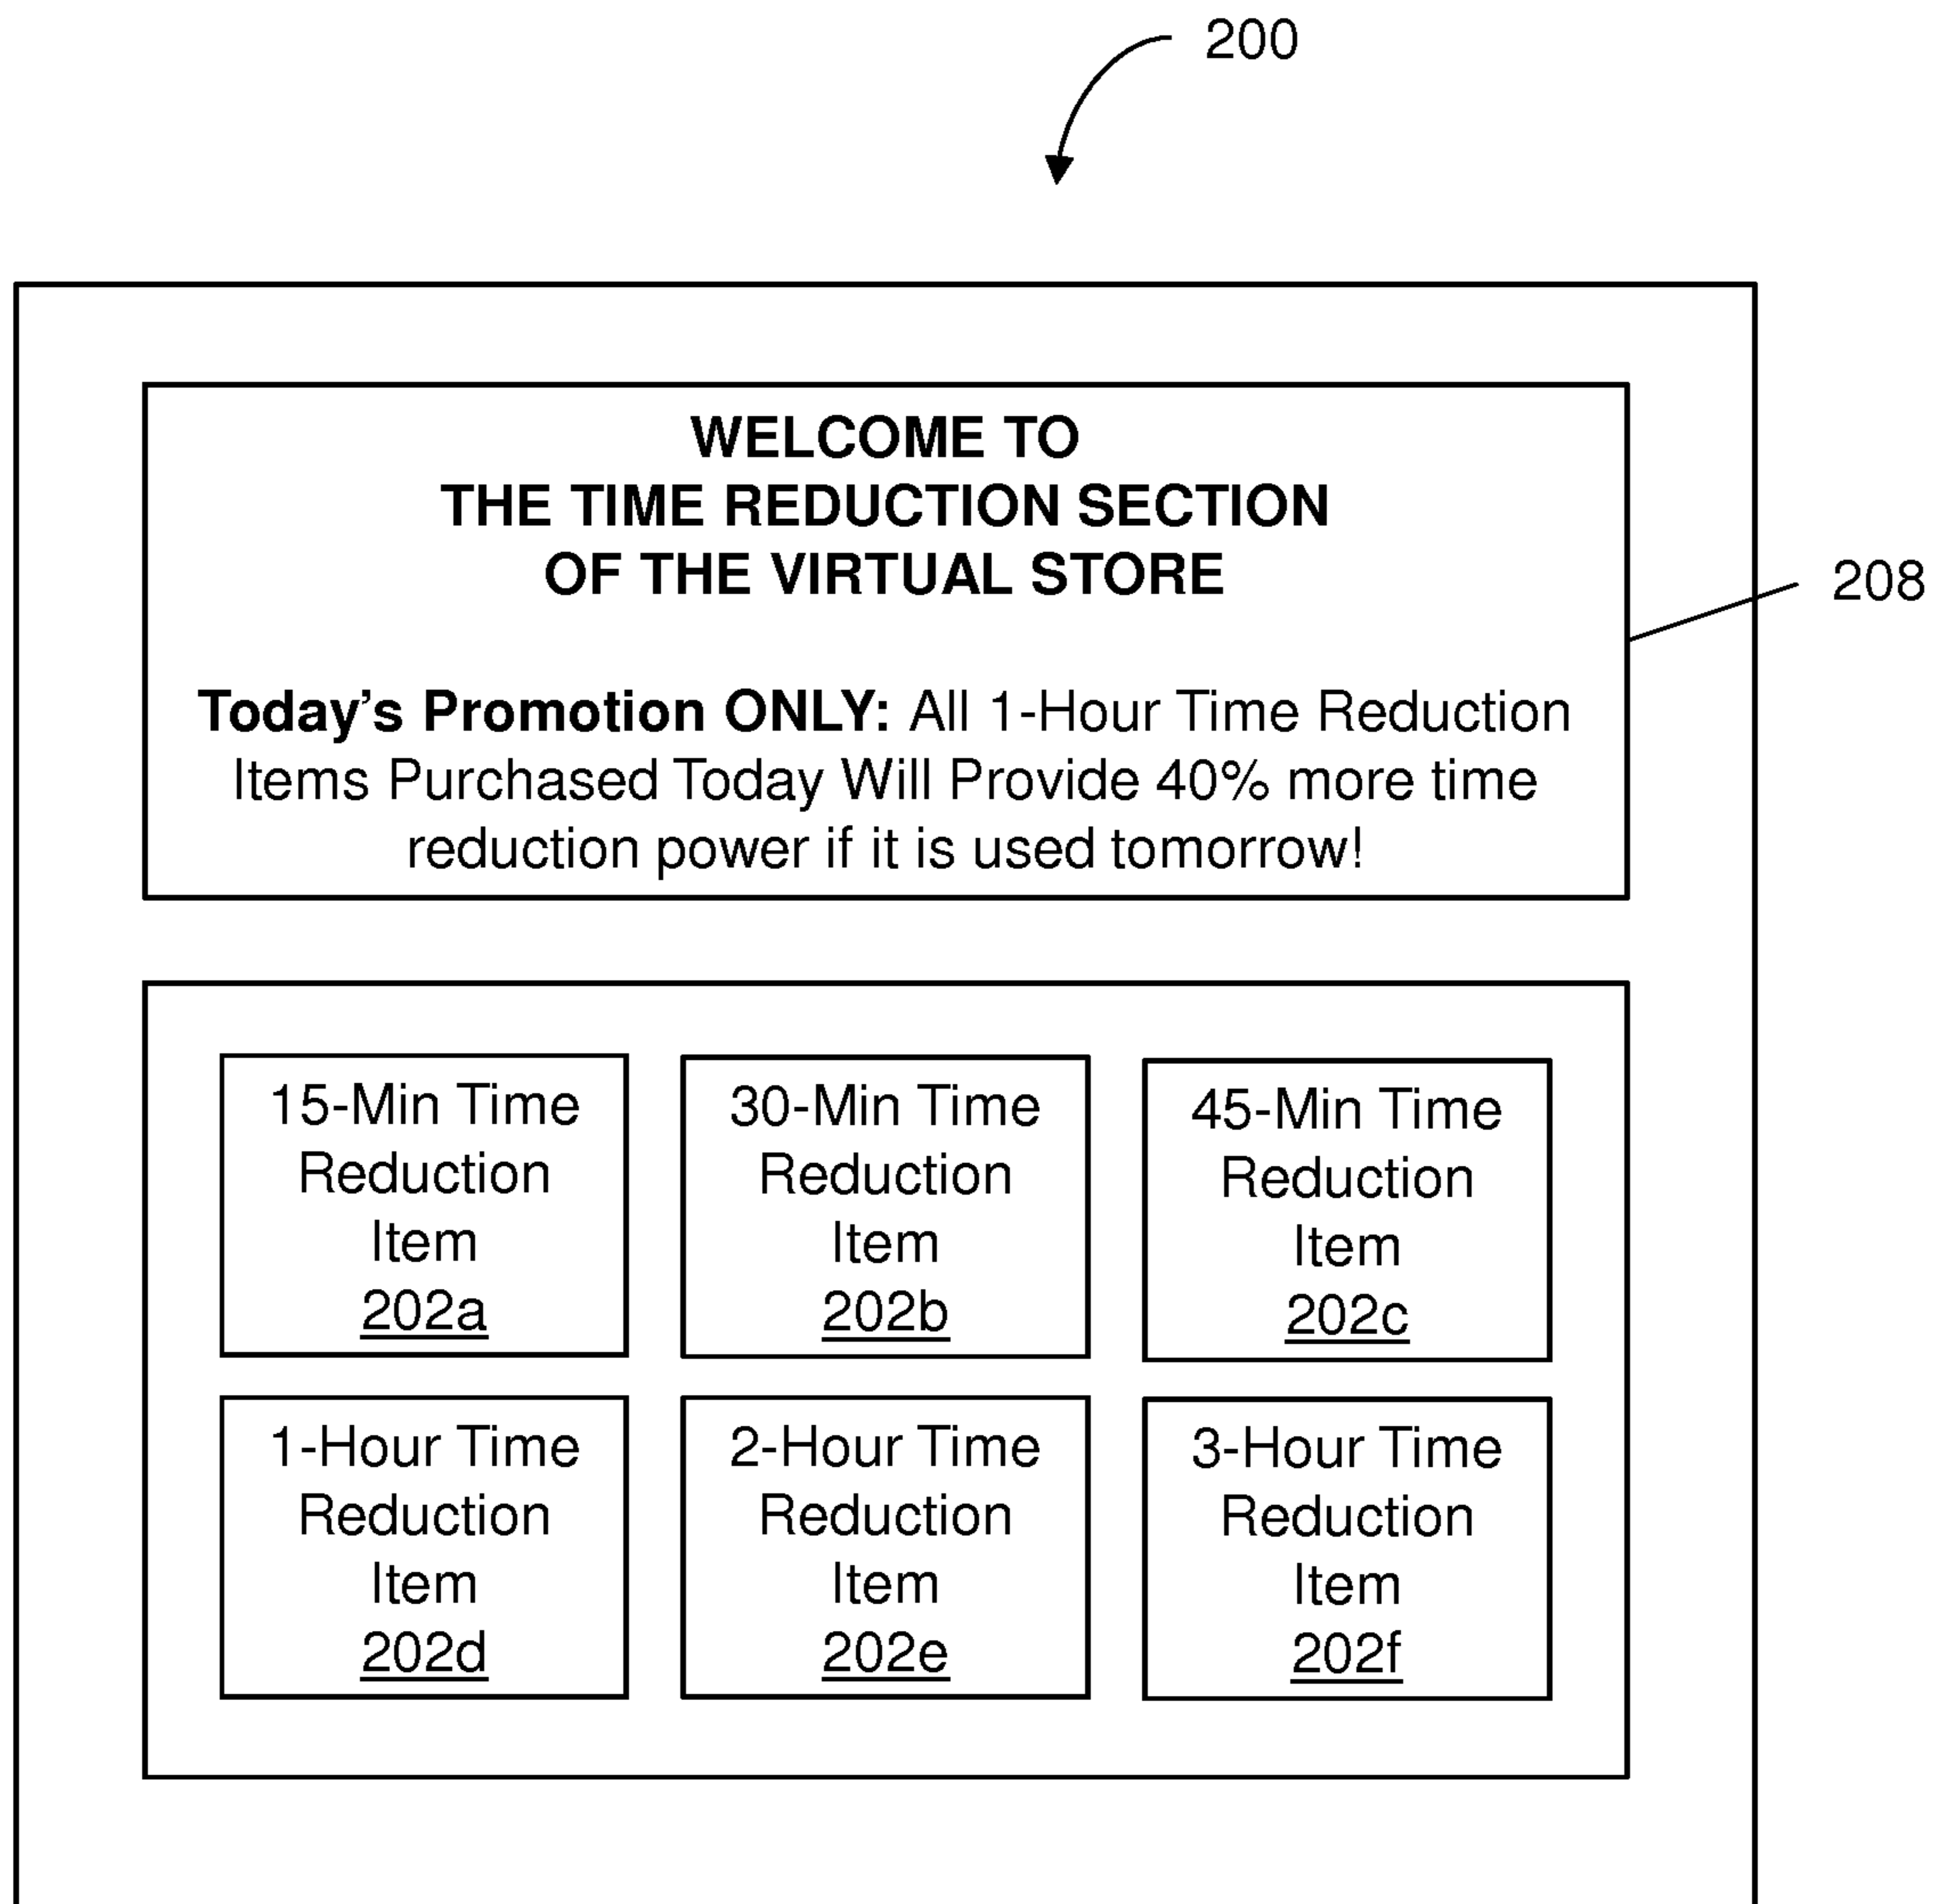 200
WELCOME TO
THE TIME REDUCTION SECTION
OF THE VIRTUAL STORE
208
Today's Promotion ONLY: All 1-Hour Time Reduction
Items Purchased Today Will Provide 40% more time
reduction power if it is used tomorrow!
15-Min Time
Reduction
Item
202a
30-Min Time
Reduction
Item
202b
45-Min Time
Reduction
Item
202c
1-Hour Time
Reduction
Item
202d
2-Hour Time
Reduction
Item
202e
3-Hour Time
Reduction
Item
202f